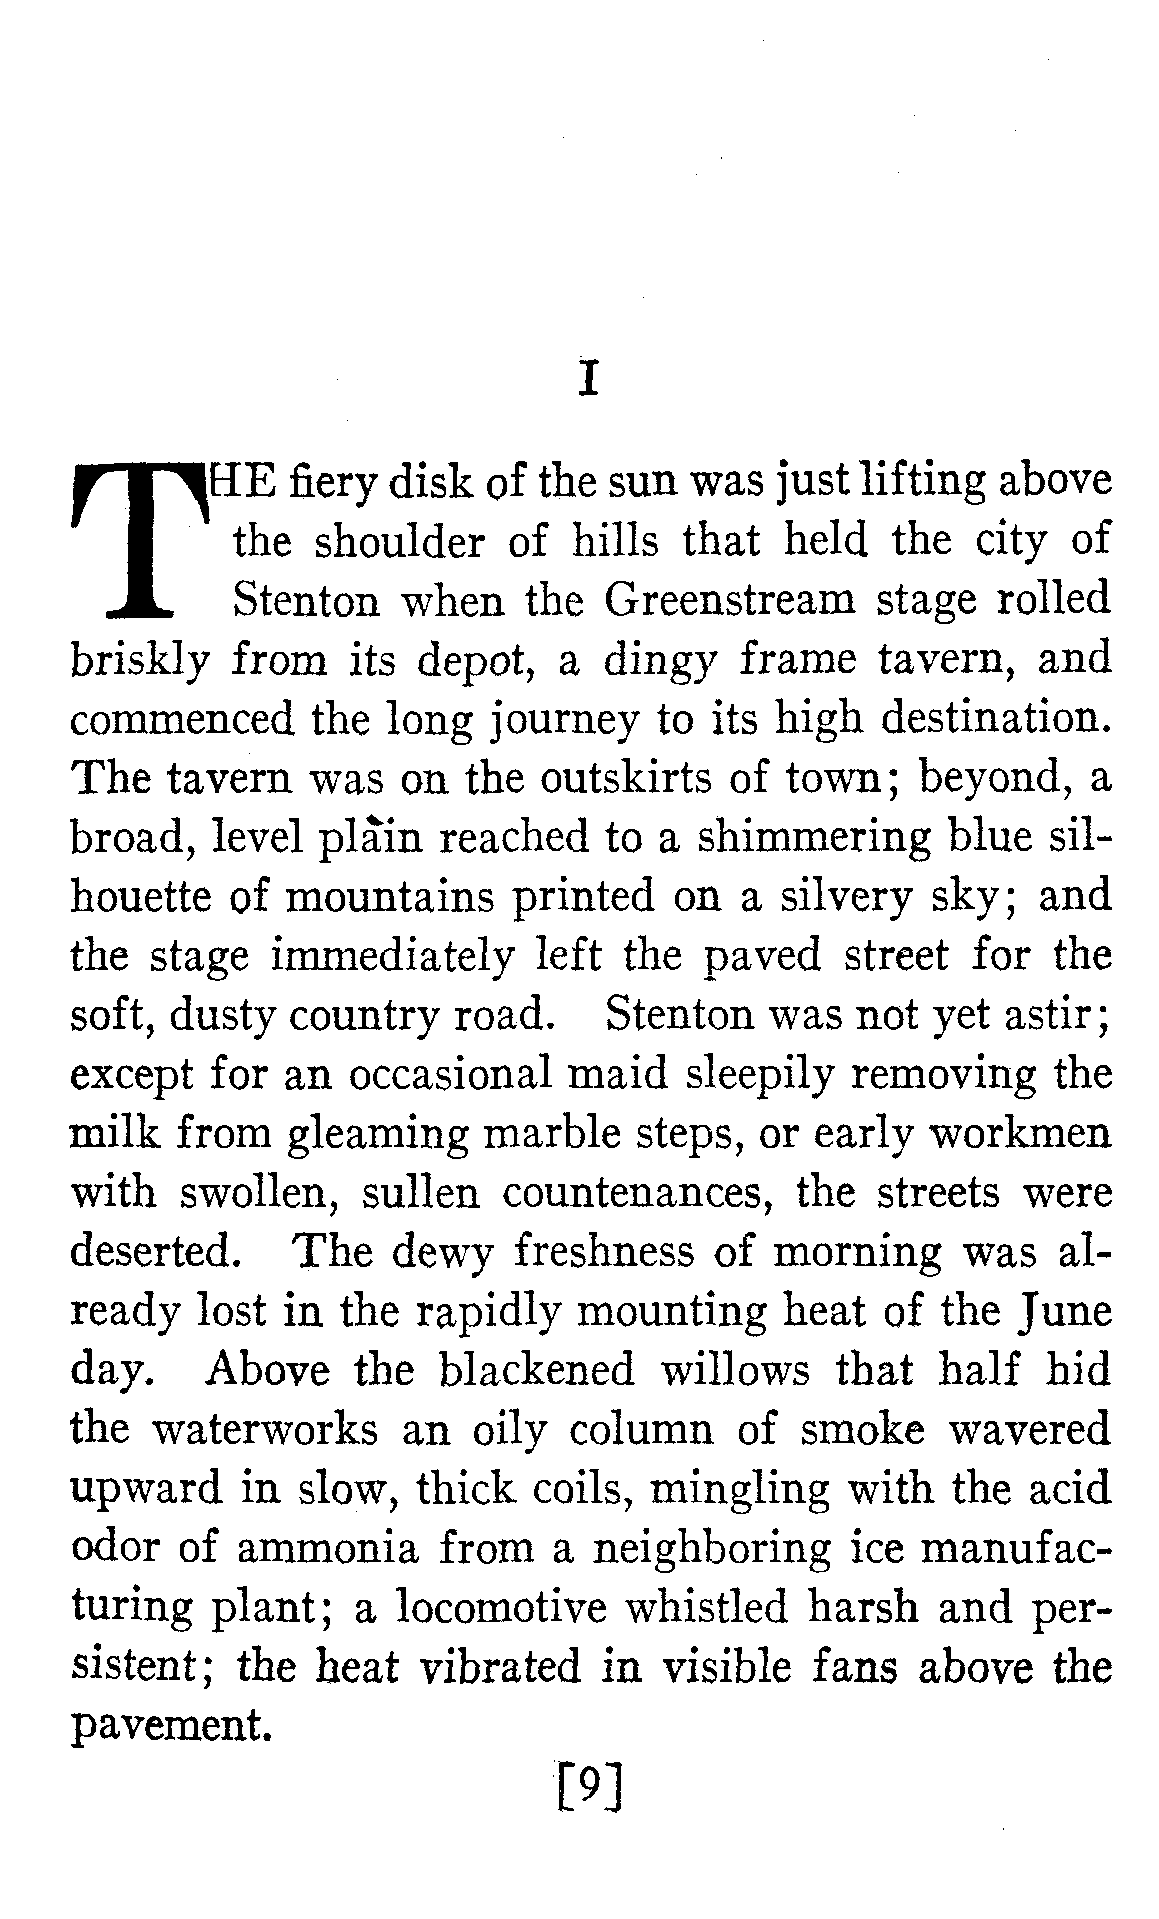 I
THE fiery disk of the sun was just lifting above
the shoulder of hills that held the city of
Stenton when the Greenstream stage rolled
briskly from its depot, a dingy frame tavern, and
commenced the long journey to its high destination.
The tavern was on the outskirts of town; beyond, a
broad, level plain reached to a shimmering blue sil-
houette of mountains printed on a silvery sky; and
the stage immediately left the paved street for the
soft, dusty country road. Stenton was not yet astir;
except for an occasional maid sleepily removing the
milk from gleaming marble steps, or early workmen
with swollen, sullen countenances, the streets were
deserted. The dewy freshness of morning was al-
ready lost in the rapidly mounting heat of the June
day. Above the blackened willows that half hid
the waterworks an oily column of smoke wavered
upward in slow, thick coils, mingling with the acid
odor of ammonia from a neighboring ice manufac-
turing plant; a locomotive whistled harsh and per-
sistent; the heat vibrated in visible fans above the
pavement.
[9]